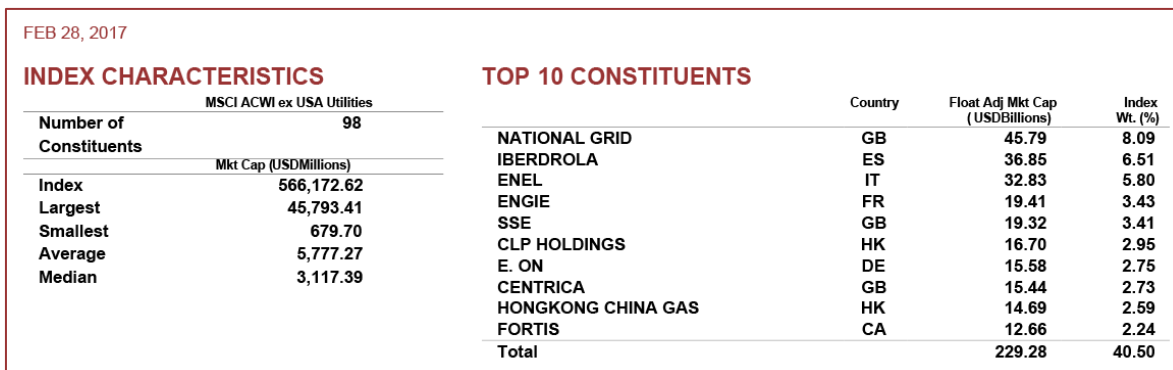 FEB 28, 2017
INDEX CHARACTERISTICS
MSCI ACWI ex USA Utilities
Number of 98
Constituents
Mkt Cap (USDMillions)
Index 566,172.62
Largest 45,793.41
Smallest 679.70
Average 5,777.27
Median 3,117.39
TOP 10 CONSTITUENTS
Country Float Adj Mkt Cap Index
( USDBillions) Wt. (%)
NATIONAL GRID GB 45.79 8.09
IBERDROLA ES 36.85 6.51
ENEL IT 32.83 5.80
ENGIE FR 19.41 3.43
SSE GB 19.32 3.41
CLP HOLDINGS HK 16.70 2.95
E. ON DE 15.58 2.75
CENTRICA GB 15.44 2.73
HONGKONG CHINA GAS HK 14.69 2.59
FORTIS CA 12.66 2.24
Total 229.28 40.50